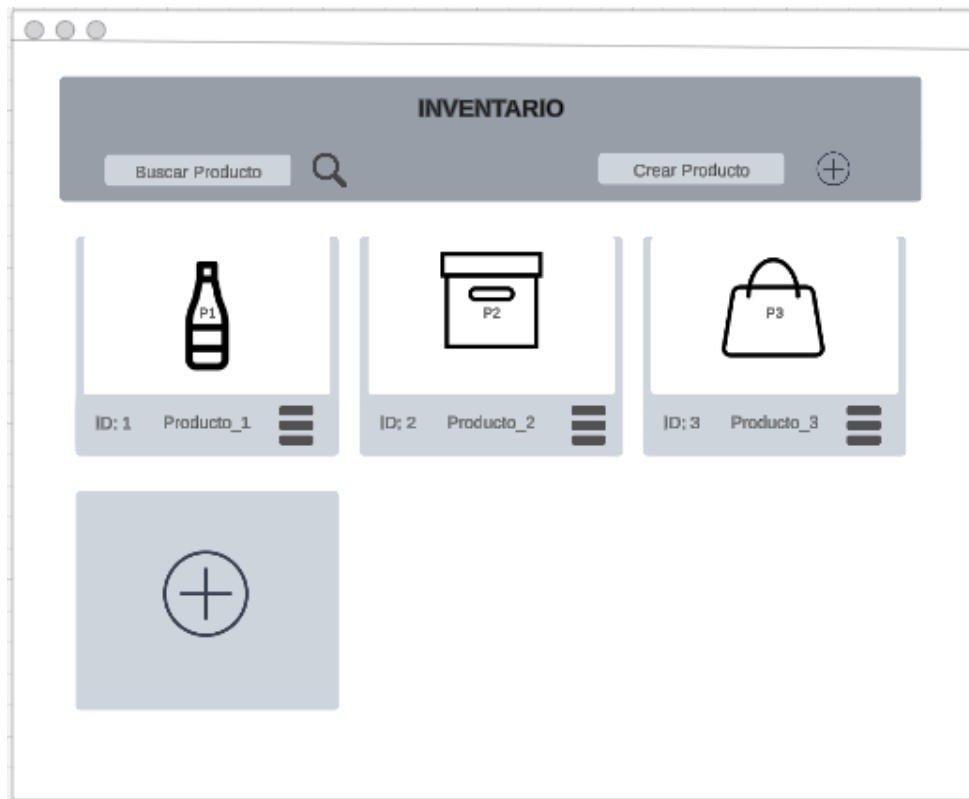 INVENTARIO
Buscar Producto
Crear Producto
P1
P2
P3
ID: 1 Producto_1
ID: 2 Producto_2
ID: 3 Producto_3